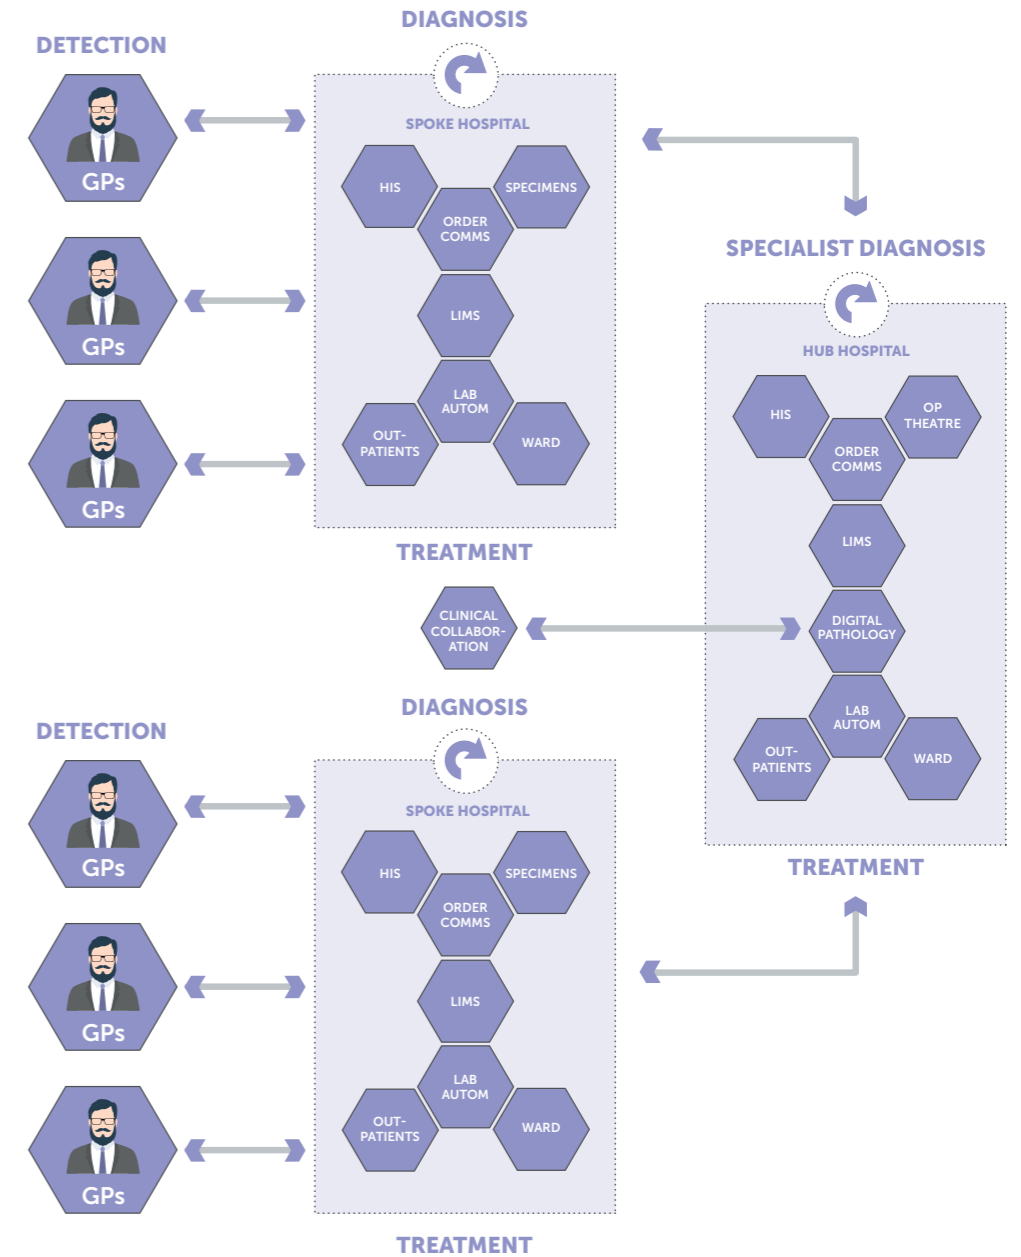 DETECTION
GPs
GPs
GPs
DIAGNOSIS
SPOKE HOSPITAL
HIS
SPECIMENS
ORDER
COMMS
LIMS
LAB
AUTOM
OUT-
PATIENTS
WARD
TREATMENT
CLINICAL
COLLABOR-
ATION
SPECIALIST DIAGNOSIS
HUB HOSPITAL
HIS
OP
THEATRE
ORDER
COMMS
LIMS
DIGITAL
PATHOLOGY
LAB
AUTOM
OUT-
PATIENTS
WARD
TREATMENT
DETECTION
GPs
GPs
GPs
DIAGNOSIS
SPOKE HOSPITAL
HIS
SPECIMENS
ORDER
COMMS
LIMS
LAB
AUTOM
OUT-
PATIENTS
WARD
TREATMENT